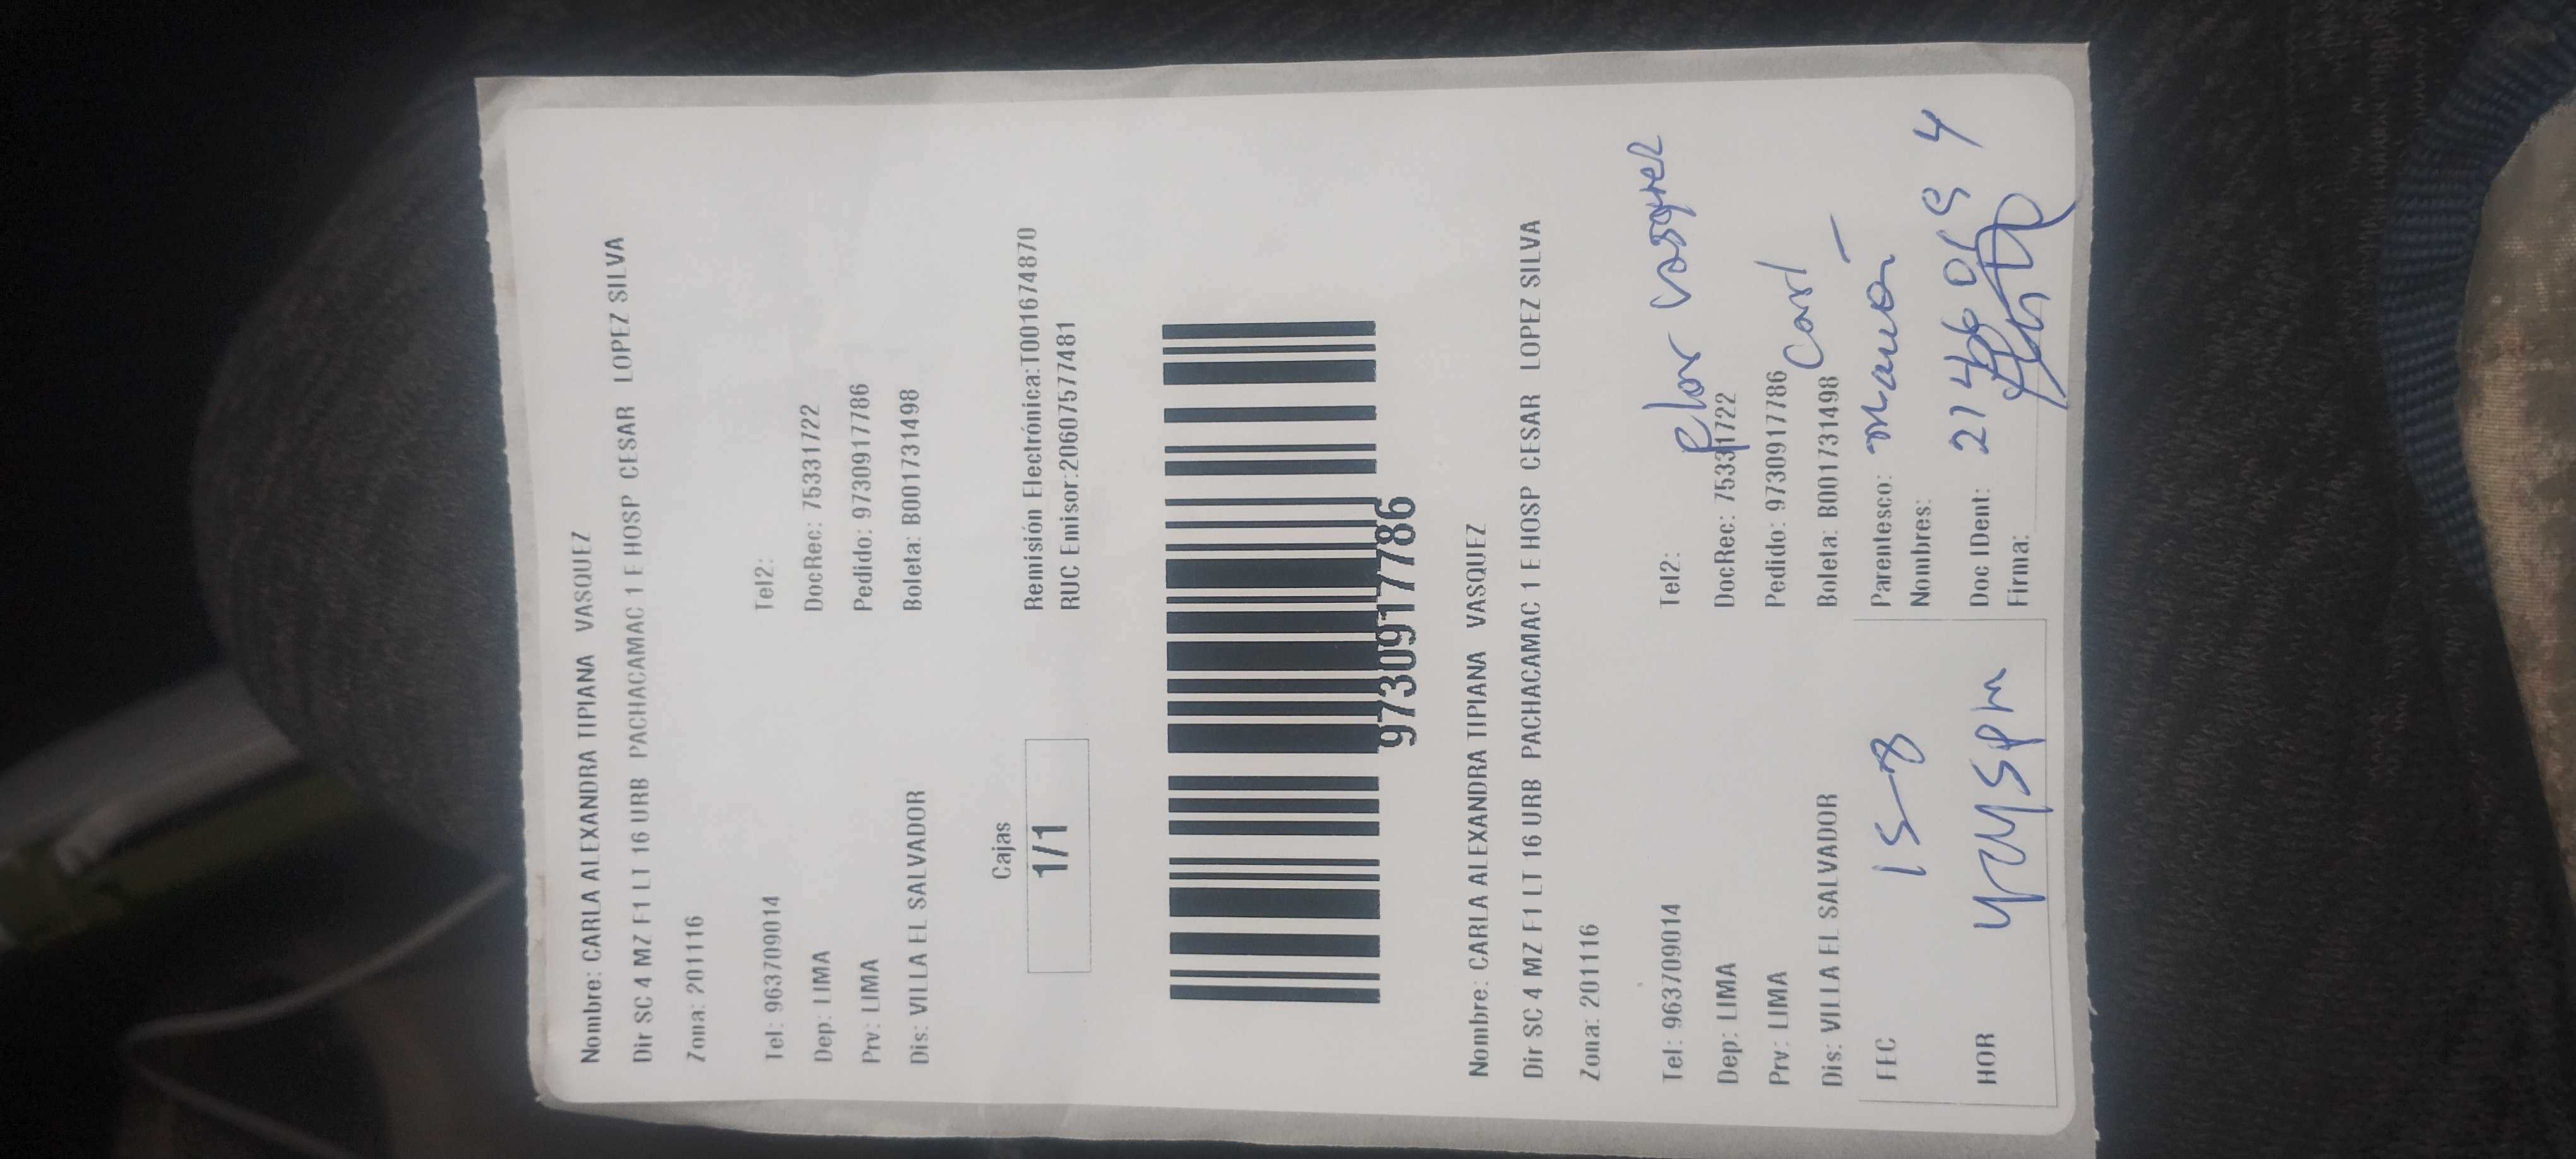 Nombre: CARLA ALEXANDRA TIPIANA VASQUEZ
Dir SC 4 MZ F1 LT 16 URB PACHACAMAC 1 E HOSP CESAR LOPEZ SILVA
Zona: 201116
Tel: 963709014 Tel2:
Dep: LIMA DocRec: 75331722
Prv: LIMA Pedido: 9730917786
Dis: VILLA EL SALVADOR Boleta: B001731498
Cajas
1/1
Remisión Electrónica:T001674870
RUC Emisor:20607577481
9730917786
Nombre: CARLA ALEXANDRA TIPIANA VASQUEZ
Dir SC 4 MZ F1 LT 16 URB PACHACAMAC 1 E HOSP CESAR LOPEZ SILVA
Zona: 201116
Tel: 963709014 Tel2:
Flor Vasquez
Dep: LIMA DocRec: 75331722
Prv: LIMA Pedido: 9730917786
Dis: VILLA EL SALVADOR Boleta: B001731498
FEC 15-8 Parentesco:
Nombres:
HOR Doc IDent:
Firma: